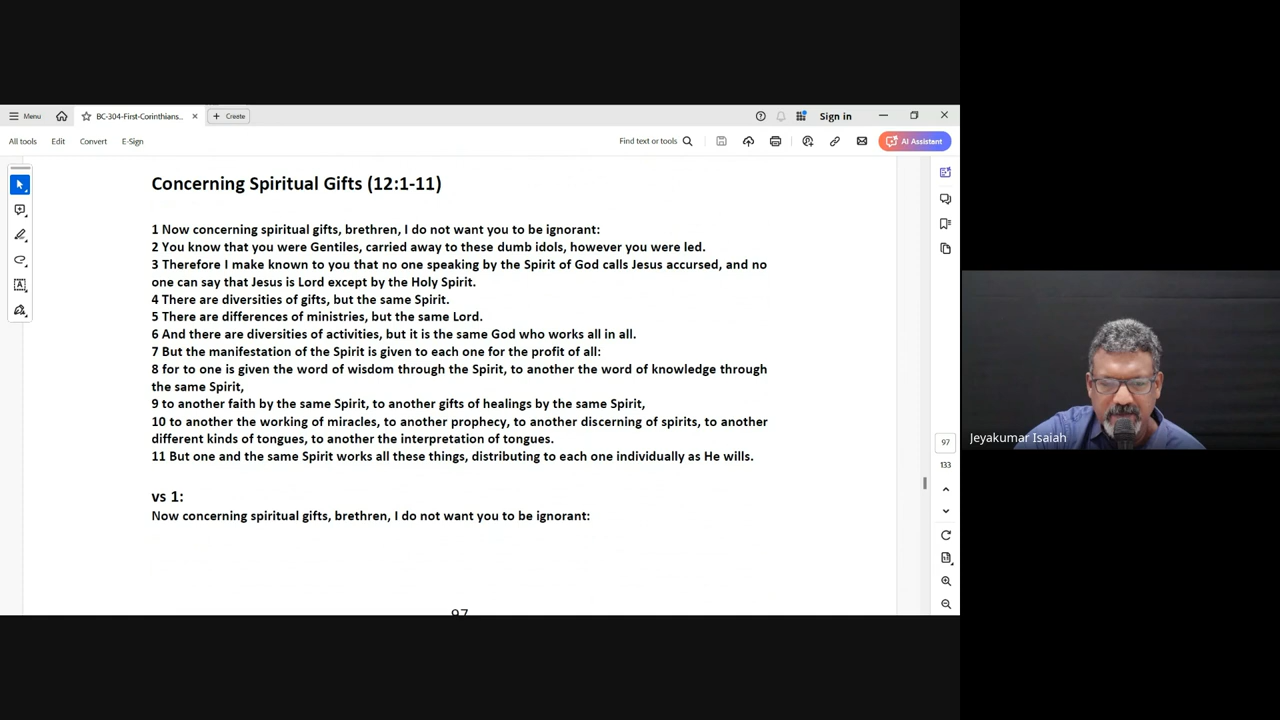 Menu
BC-304-First-Corinthians...
Create
Sign in
All tools
Edit
Convert
E-Sign
Find text or tools
AI Assistant
Concerning Spiritual Gifts (12:1-11)
1 Now concerning spiritual gifts, brethren, I do not want you to be ignorant:
2 You know that you were Gentiles, carried away to these dumb idols, however you were led.
3 Therefore I make known to you that no one speaking by the Spirit of God calls Jesus accursed, and no
one can say that Jesus is Lord except by the Holy Spirit.
4 There are diversities of gifts, but the same Spirit.
5 There are differences of ministries, but the same Lord.
6 And there are diversities of activities, but it is the same God who works all in all.
7 But the manifestation of the Spirit is given to each one for the profit of all:
8 for to one is given the word of wisdom through the Spirit, to another the word of knowledge through
the same Spirit,
9 to another faith by the same Spirit, to another gifts of healings by the same Spirit,
10 to another the working of miracles, to another prophecy, to another discerning of spirits, to another
different kinds of tongues, to another the interpretation of tongues.
11 But one and the same Spirit works all these things, distributing to each one individually as He wills.
vs 1:
Now concerning spiritual gifts, brethren, I do not want you to be ignorant:
97
97
133
Jeyakumar Isaiah